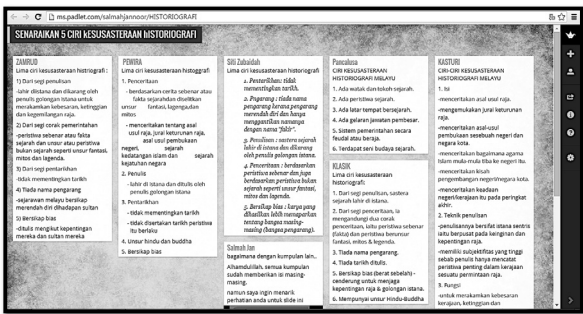 ms.padlet.com/salmahjannoor/HISTORIOGRAFI
SENARAIKAN 5 CIRI KESUSASTERAAN HISTORIOGRAFI
ZAMRUD
Lima ciri kesusasteraan histriografi :
1) Dari segi penulisan
-lahir diistana dan dikarang oleh
penulis golongan istana untuk
merakamkan kebesaran, ketinggian
dan kegemilangan raja.
2) Dari segi corak pemerintahan
-peristiwa sebenar atau fakta
sejarah dan unsur atau peristiwa
bukan sejarah seperti unsur fantasi,
mitos dan lagenda.
3) Dari segi pentarikhan
-tidak mementingkan tarikh
4) Tiada nama pengarang
-sejarawan melayu bersikap
merendah diri dihadapan sultan
5) Bersikap bias
-ditulis mengikut kepentingan
mereka dan sultan mereka
PEWIRA
Lima ciri kesusasteraan histoggrafi:
1. Penceritaan
- berdasarkan cerita sebenar atau
fakta sejarahdan diselitkan
unsur fantasi, lagenga,dan
mitos
- menceritakan tentang asal
usul raja, jurai keturunan raja,
asal usul pembukaan
negeri, sejarah
kedatangan islam dan sejarah
kejatuhan negara
2. Penulis
- lahir di istana dan ditulis oleh
penulis golongan istana
3. Pentarikhan
- tidak mementingkan tarikh
- tidak disertakan tarikh peristiwa
itu berlaku
4. Unsur hindu dan buddha
5. Bersikap bias
Siti Zubaidah
Lima ciri kesusasteraan historiografi
1. Pentarikhan: tidak
mementingkan tarikh.
2. Pngarang : tiada nama
pengarang kerana pengarang
merendah diri dan hanya
menggantikan namanya
dengan nama "fakir".
3. Penulisan : sastera sejarah
lahir di istana dan dikarang
oleh penulis golongan istana.
4. Penceritaan : berdasarkan
peristiwa sebenar dan juga
berdasarkan peristiwa bukan
sejarah seperti unsur fantasi,
mitos dan legenda.
5. Bersikap bias : karya yang
dihasilkan lebih memaparkan
tentang bangsa masing-
masing (bangsa pengarang).
Salmah Jan
bagaimana dengan kumpulan lain..
Alhamdulillah. semua kumpulan
sudah memberikan isi masing-
masing.
namun saya ingin menarik
perhatian anda untuk slide ini
Pancalusa
CIRI KESUSASTERAAN
HISTORIOGRAFI MELAYU
1. Ada watak dan tokoh sejarah.
2. Ada peristiwa sejarah.
3. Ada latar tempat bersejarah.
4. Ada gelaran jawatan pembesar.
5. Sistem pemerintahan secara
feudal atau beraja.
6. Terdapat seni budaya sejarah.
KLASIK
Lima ciri kesusasteraan
historiografi:
1. Dari segi penulisan, sastera
sejarah lahir di istana.
2. Dari segi penceritaan, ia
mengandungi dua corak
penceritaan, iaitu peristiwa sebenar
(fakta) dan peristiwa berunsur
fantasi, mitos & legenda.
3. Tiada nama pengarang.
4. Tiada tarikh ditulis.
5. Bersikap bias (berat sebelah) -
cenderung untuk menjaga
kepentingan raja & golongan istana.
6. Mempunyai unsur Hindu-Buddha
KASTURI
CIRI-CIRI KESUSASTERAAN
HISTORIOGRAFI MELAYU
1. Isi
-menceritakan asal usul raja.
-mengemukakan jurai keturunan
raja.
-menceritakan asal-usul
pembukaan sesebuah negeri dan
negara kota.
-menceritakan bagaimana agama
Islam mula-mula tiba ke negeri itu.
-menceritakan kisah
pengembangan negeri/negara kota.
-menceritakan keadaan
negeri/kerajaan itu pada peringkat
akhir.
2. Teknik penulisan
-penulisannya bersifat istana sentris
iaitu berpusat pada keinginan dan
kepentingan raja.
-memiliki subjektifitas yang tinggi
sebab penulis hanya mencatat
peristiwa penting dalam kerajaan
sesuatu permintaan raja.
3. Fungsi
-untuk merakamkan kebesaran
kerajaan, ketinggian dan